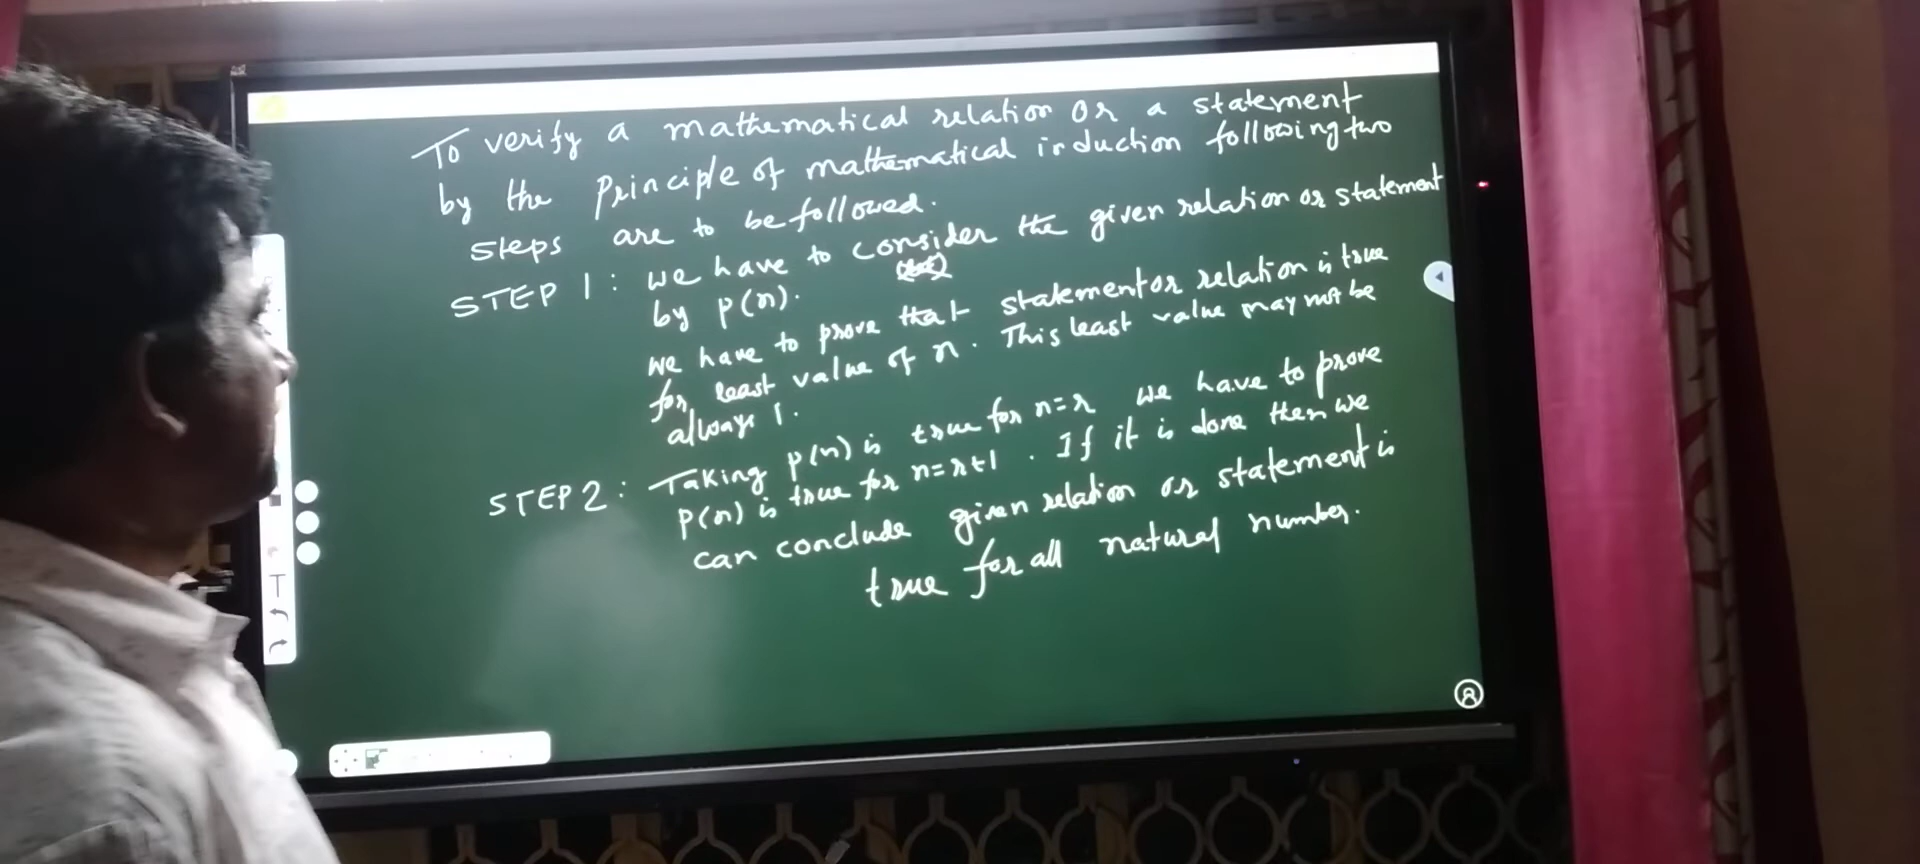 To verify a mathematical relation or a statement
by the Principle of mathematical induction following two
steps are to be followed.
STEP 1: we have to consider the given relation or statement
by p(n).
we have to prove that statement or relation is true
for least value of n. This least value may not be
always 1.
STEP 2: Taking p(n) is true for n=r we have to prove
p(n) is true for n=r+1. If it is done then we
can conclude given relation or statement is
true for all natural number.
T